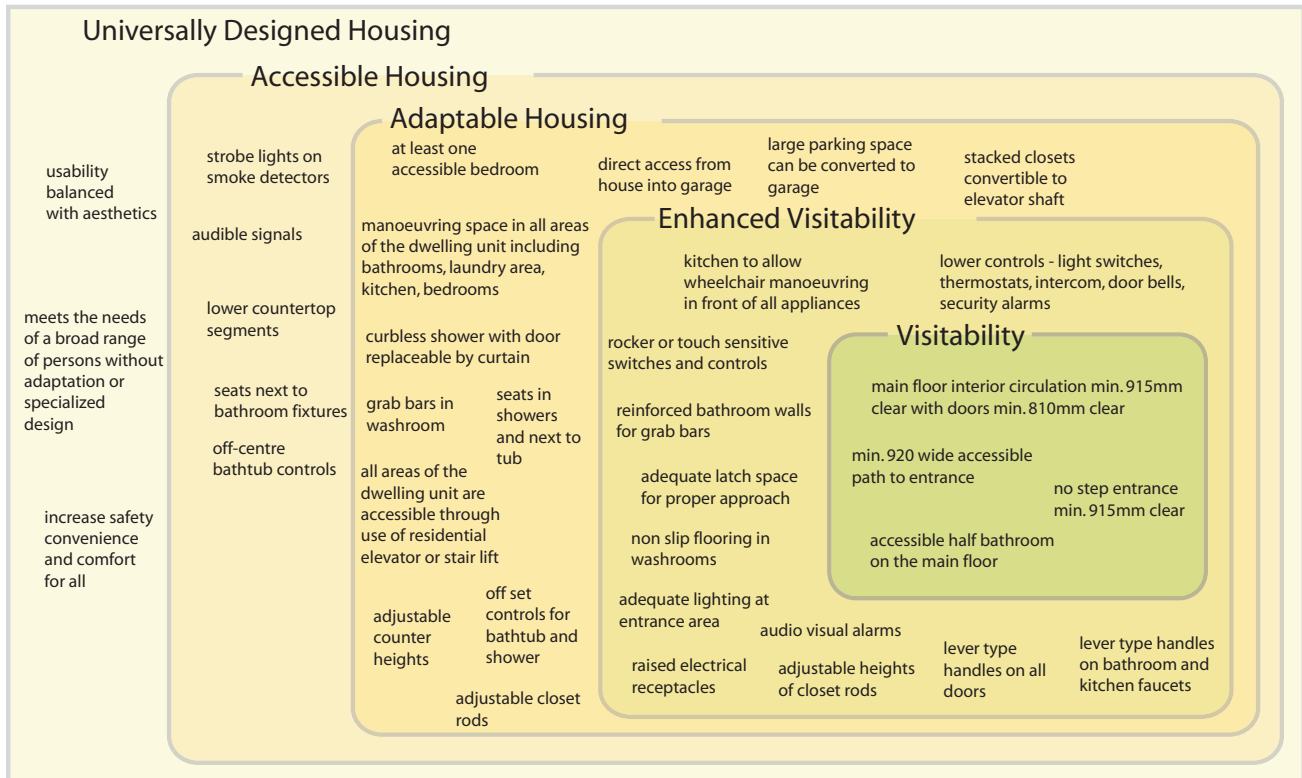 Universally Designed Housing
Accessible Housing
Adaptable Housing
usability
balanced
with aesthetics
meets the needs
of a broad range
of persons without
adaptation or
specialized
design
increase safety
convenience
and comfort
for all
strobe lights on
smoke detectors
audible signals
lower countertop
segments
seats next to
bathroom fixtures
off-centre
bathtub controls
at least one
accessible bedroom
direct access from
house into garage
large parking space
can be converted to
garage
stacked closets
convertible to
elevator shaft
manoeuvring space in all areas
of the dwelling unit including
bathrooms, laundry area,
kitchen, bedrooms
curbless shower with door
replaceable by curtain
grab bars in
washroom
seats in
showers
and next to
tub
all areas of the
dwelling unit are
accessible through
use of residential
elevator or stair lift
adjustable
counter
heights
off set
controls for
bathtub and
shower
adjustable closet
rods
Enhanced Visitability
kitchen to allow
wheelchair manoeuvring
in front of all appliances
lower controls - light switches,
thermostats, intercom, door bells,
security alarms
rocker or touch sensitive
switches and controls
reinforced bathroom walls
for grab bars
adequate latch space
for proper approach
non slip flooring in
washrooms
adequate lighting at
entrance area
audio visual alarms
raised electrical
receptacles
adjustable heights
of closet rods
lever type
handles on all
doors
lever type handles
on bathroom and
kitchen faucets
Visitability
main floor interior circulation min. 915mm
clear with doors min. 810mm clear
min. 920 wide accessible
path to entrance
no step entrance
min. 915mm clear
accessible half bathroom
on the main floor